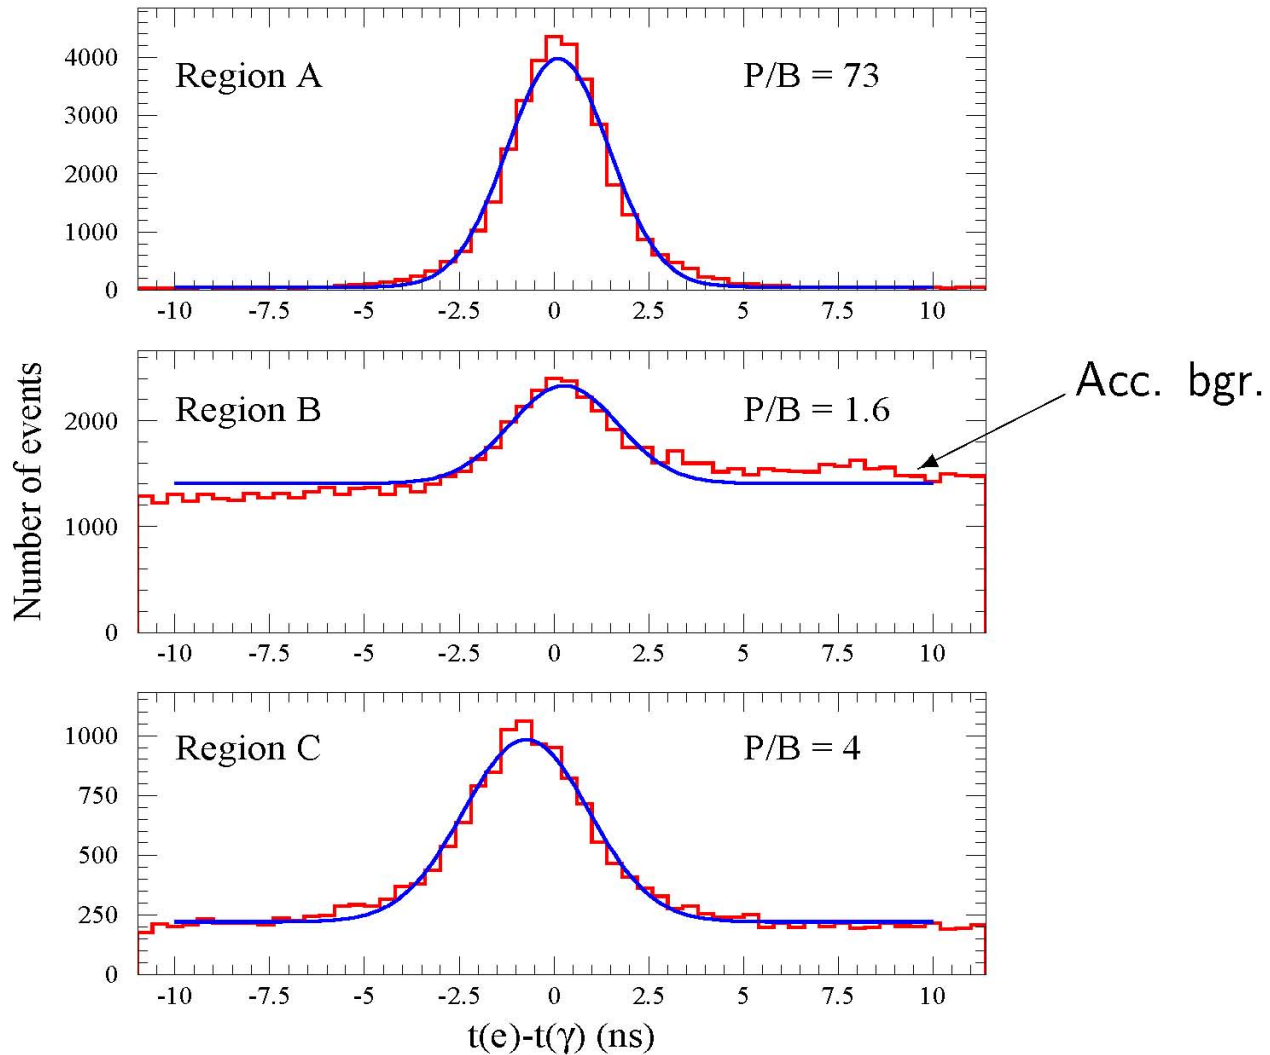 Region A
P/B = 73
4000
3000
2000
1000
0
-10 -7.5 -5 -2.5 0 2.5 5 7.5 10
Region B
P/B = 1.6
Acc. bgr.
2000
1000
0
-10 -7.5 -5 -2.5 0 2.5 5 7.5 10
Number of events
Region C
P/B = 4
1000
750
500
250
0
-10 -7.5 -5 -2.5 0 2.5 5 7.5 10
t(e)-t(γ) (ns)